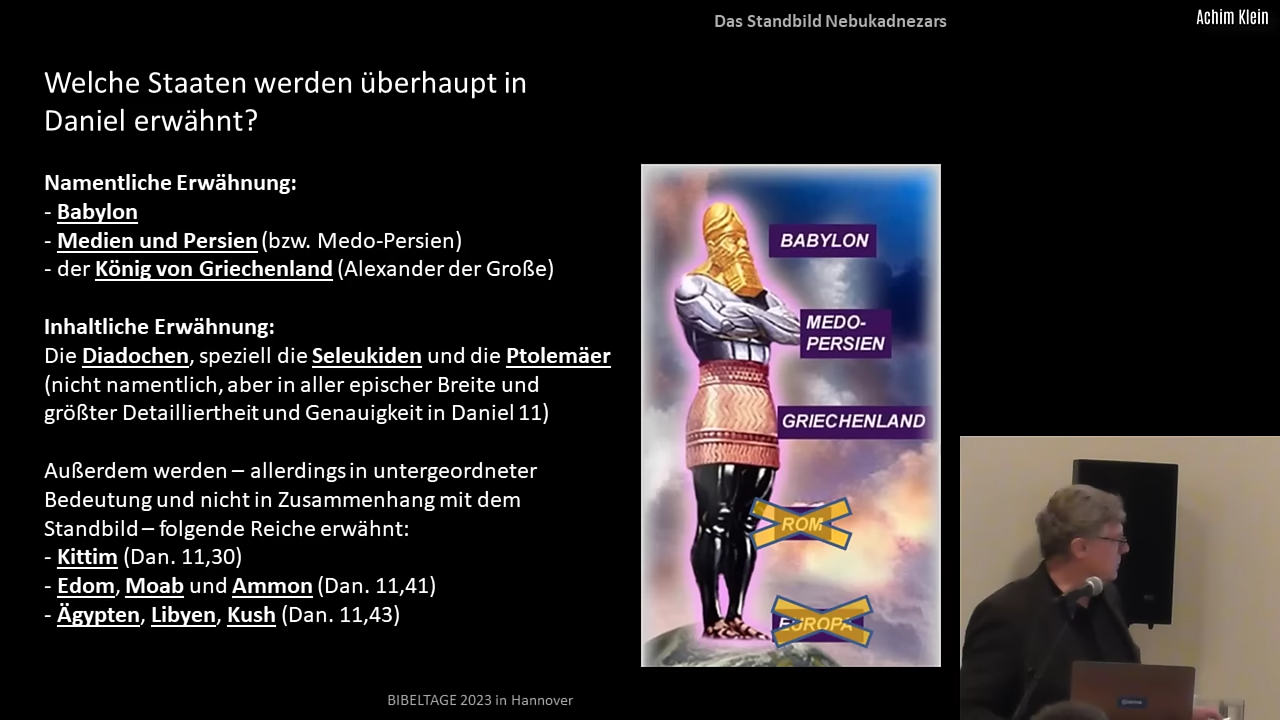 Das Standbild Nebukadnezars
Achim Klein
Welche Staaten werden überhaupt in
Daniel erwähnt?
Namentliche Erwähnung:
- Babylon
- Medien und Persien (bzw. Medo-Persien)
- der König von Griechenland (Alexander der Große)
Inhaltliche Erwähnung:
Die Diadochen, speziell die Seleukiden und die Ptolemäer
(nicht namentlich, aber in aller epischer Breite und
größter Detailliertheit und Genauigkeit in Daniel 11)
Außerdem werden – allerdings in untergeordneter
Bedeutung und nicht in Zusammenhang mit dem
Standbild – folgende Reiche erwähnt:
- Kittim (Dan. 11,30)
- Edom, Moab und Ammon (Dan. 11,41)
- Ägypten, Libyen, Kush (Dan. 11,43)
BABYLON
MEDO-
PERSIEN
GRIECHENLAND
ROM
EUROPA
BIBELTAGE 2023 in Hannover